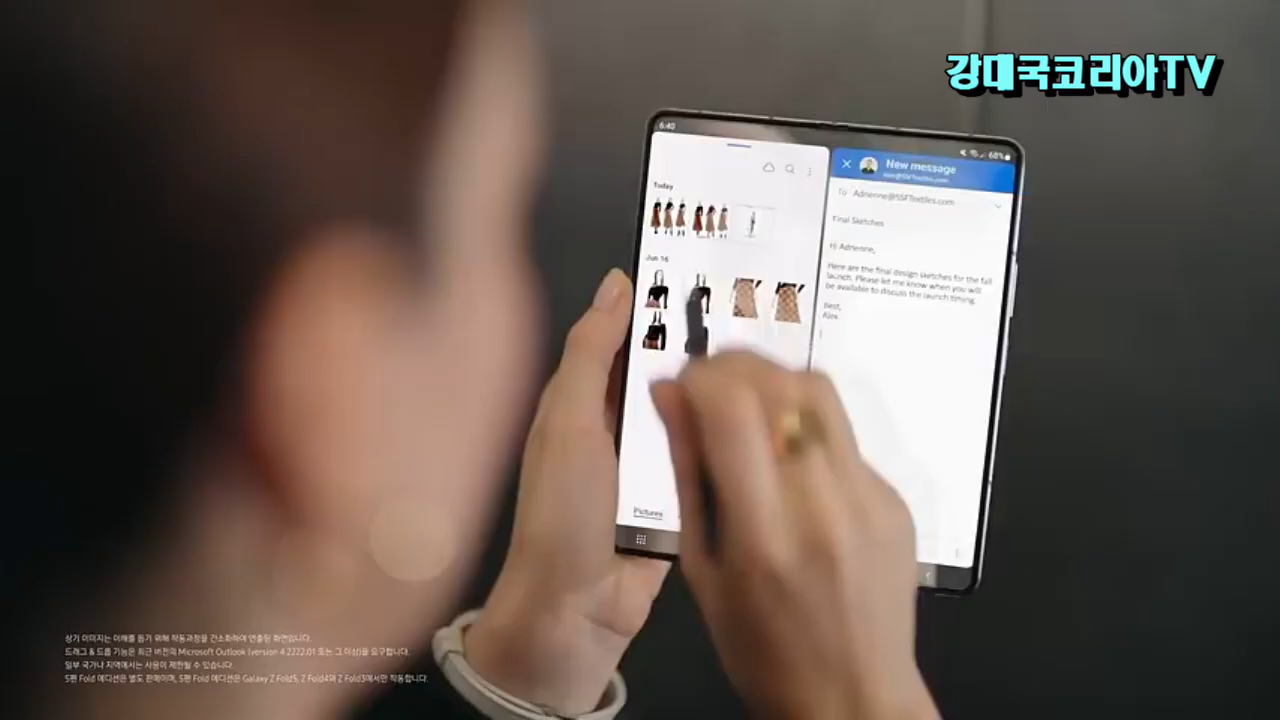 강대국코리아TV
6:40
68%
Today
Jun 16
Pictures
New message
Alex@SSFTextiles.com
To Adrienne@SSFTextiles.com
Final Sketches
Hi Adrienne,
Here are the final design sketches for the fall
launch. Please let me know when you will
be available to discuss the launch timing.
Best,
Alex
상기 이미지는 이해를 돕기 위해 작동과정을 간소화하여 연출된 화면입니다.
드래그 & 드롭 기능은 최근 버전의 Microsoft Outlook (version 4.2222.01 또는 그 이상)을 요구합니다.
일부 국가나 지역에서는 사용이 제한될 수 있습니다.
S펜 Fold 에디션은 별도 판매이며, S펜 Fold 에디션은 Galaxy Z Fold5, Z Fold4와 Z Fold3에서만 작동합니다.